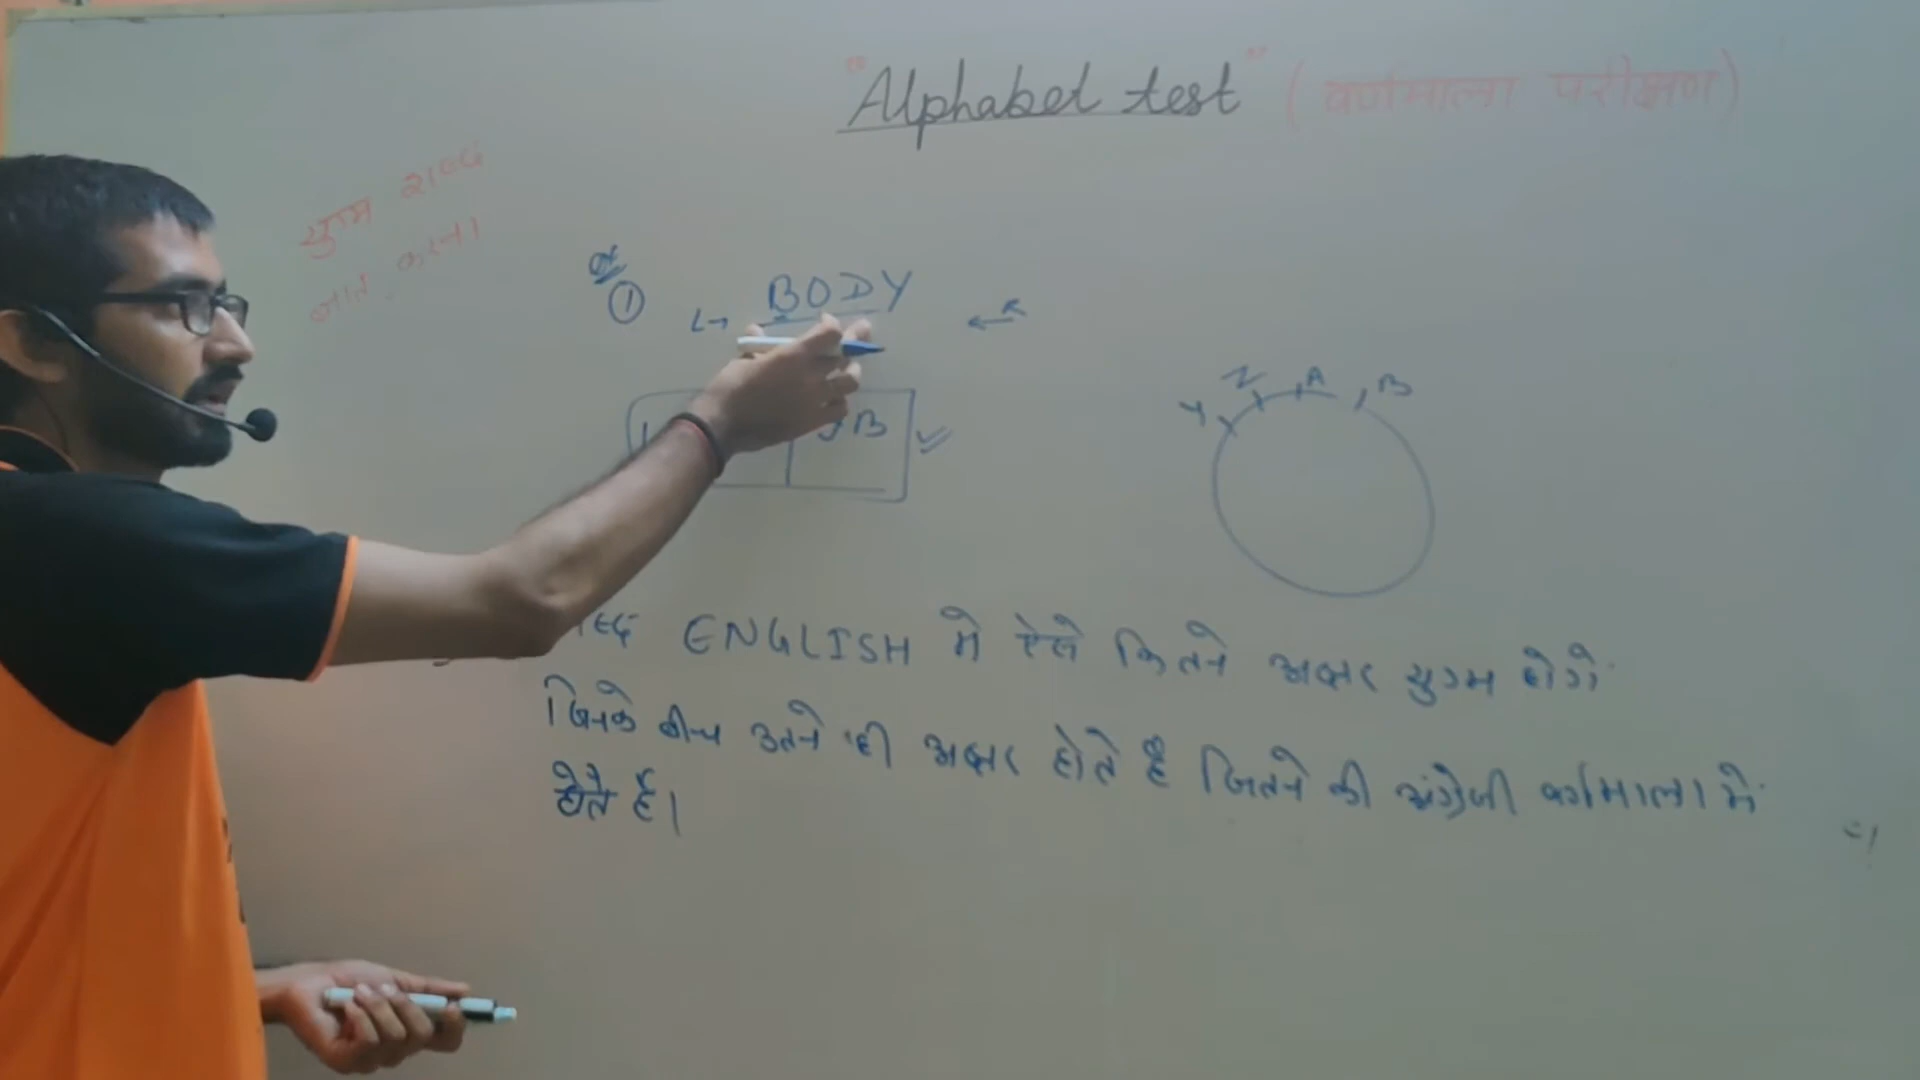 "Alphabet test" (वर्णमाला परीक्षण)
युग्म शब्द
ज्ञात करना
① BODY
L→
←R
B
Y Z A B
ENGLISH मे ऐसे कितने अक्षर युग्म होगे
जिनके बीच उतने ही अक्षर होते है जितने की अंग्रेजी वर्णमाला मे
होते है।